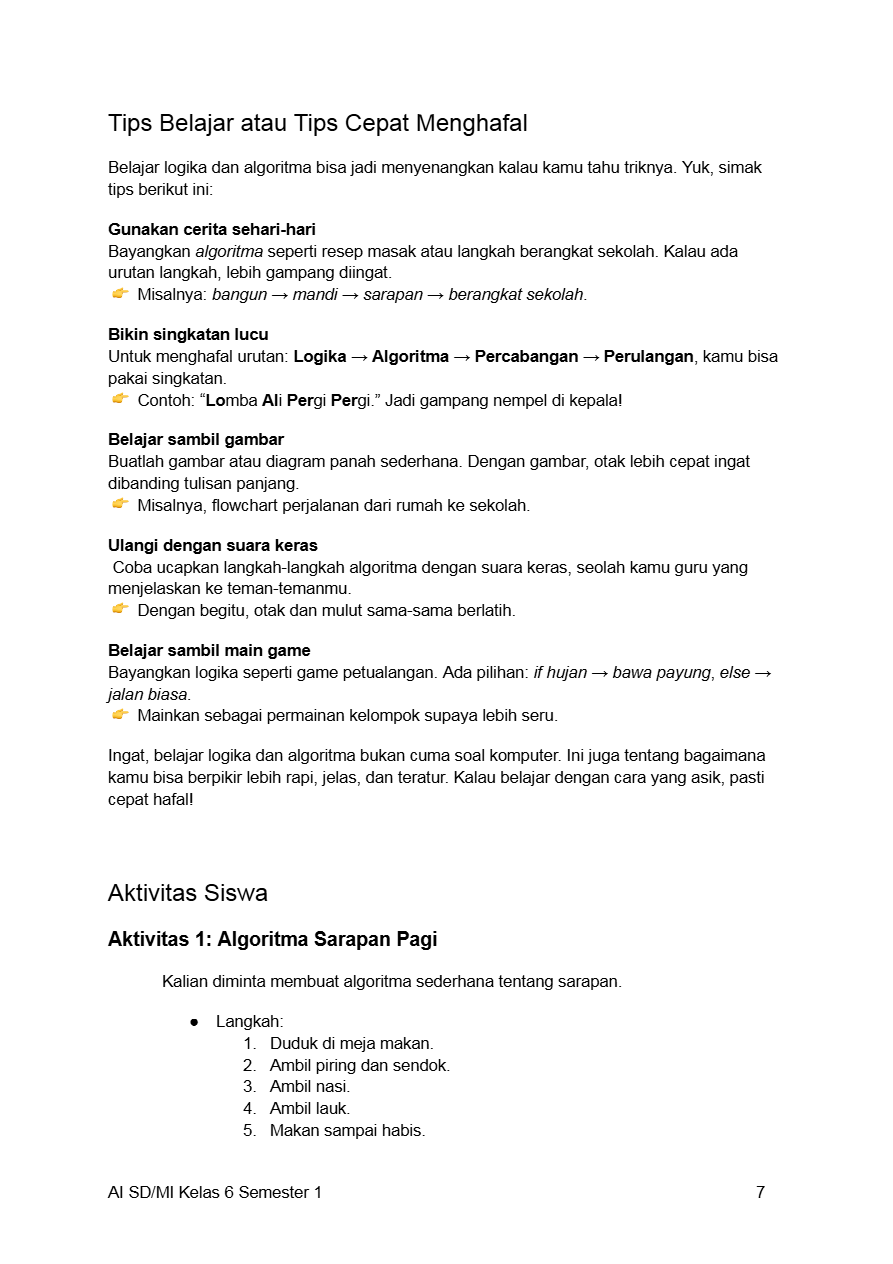 Tips Belajar atau Tips Cepat Menghafal
Belajar logika dan algoritma bisa jadi menyenangkan kalau kamu tahu triknya. Yuk, simak
tips berikut ini:
Gunakan cerita sehari-hari
Bayangkan algoritma seperti resep masak atau langkah berangkat sekolah. Kalau ada
urutan langkah, lebih gampang diingat.
👉 Misalnya: bangun → mandi → sarapan → berangkat sekolah.
Bikin singkatan lucu
Untuk menghafal urutan: Logika → Algoritma → Percabangan → Perulangan, kamu bisa
pakai singkatan.
👉 Contoh: “Lomba Ali Pergi Pergi.” Jadi gampang nempel di kepala!
Belajar sambil gambar
Buatlah gambar atau diagram panah sederhana. Dengan gambar, otak lebih cepat ingat
dibanding tulisan panjang.
👉 Misalnya, flowchart perjalanan dari rumah ke sekolah.
Ulangi dengan suara keras
Coba ucapkan langkah-langkah algoritma dengan suara keras, seolah kamu guru yang
menjelaskan ke teman-temanmu.
👉 Dengan begitu, otak dan mulut sama-sama berlatih.
Belajar sambil main game
Bayangkan logika seperti game petualangan. Ada pilihan: if hujan → bawa payung, else →
jalan biasa.
👉 Mainkan sebagai permainan kelompok supaya lebih seru.
Ingat, belajar logika dan algoritma bukan cuma soal komputer. Ini juga tentang bagaimana
kamu bisa berpikir lebih rapi, jelas, dan teratur. Kalau belajar dengan cara yang asik, pasti
cepat hafal!
Aktivitas Siswa
Aktivitas 1: Algoritma Sarapan Pagi
Kalian diminta membuat algoritma sederhana tentang sarapan.
● Langkah:
1. Duduk di meja makan.
2. Ambil piring dan sendok.
3. Ambil nasi.
4. Ambil lauk.
5. Makan sampai habis.
AI SD/MI Kelas 6 Semester 1 7